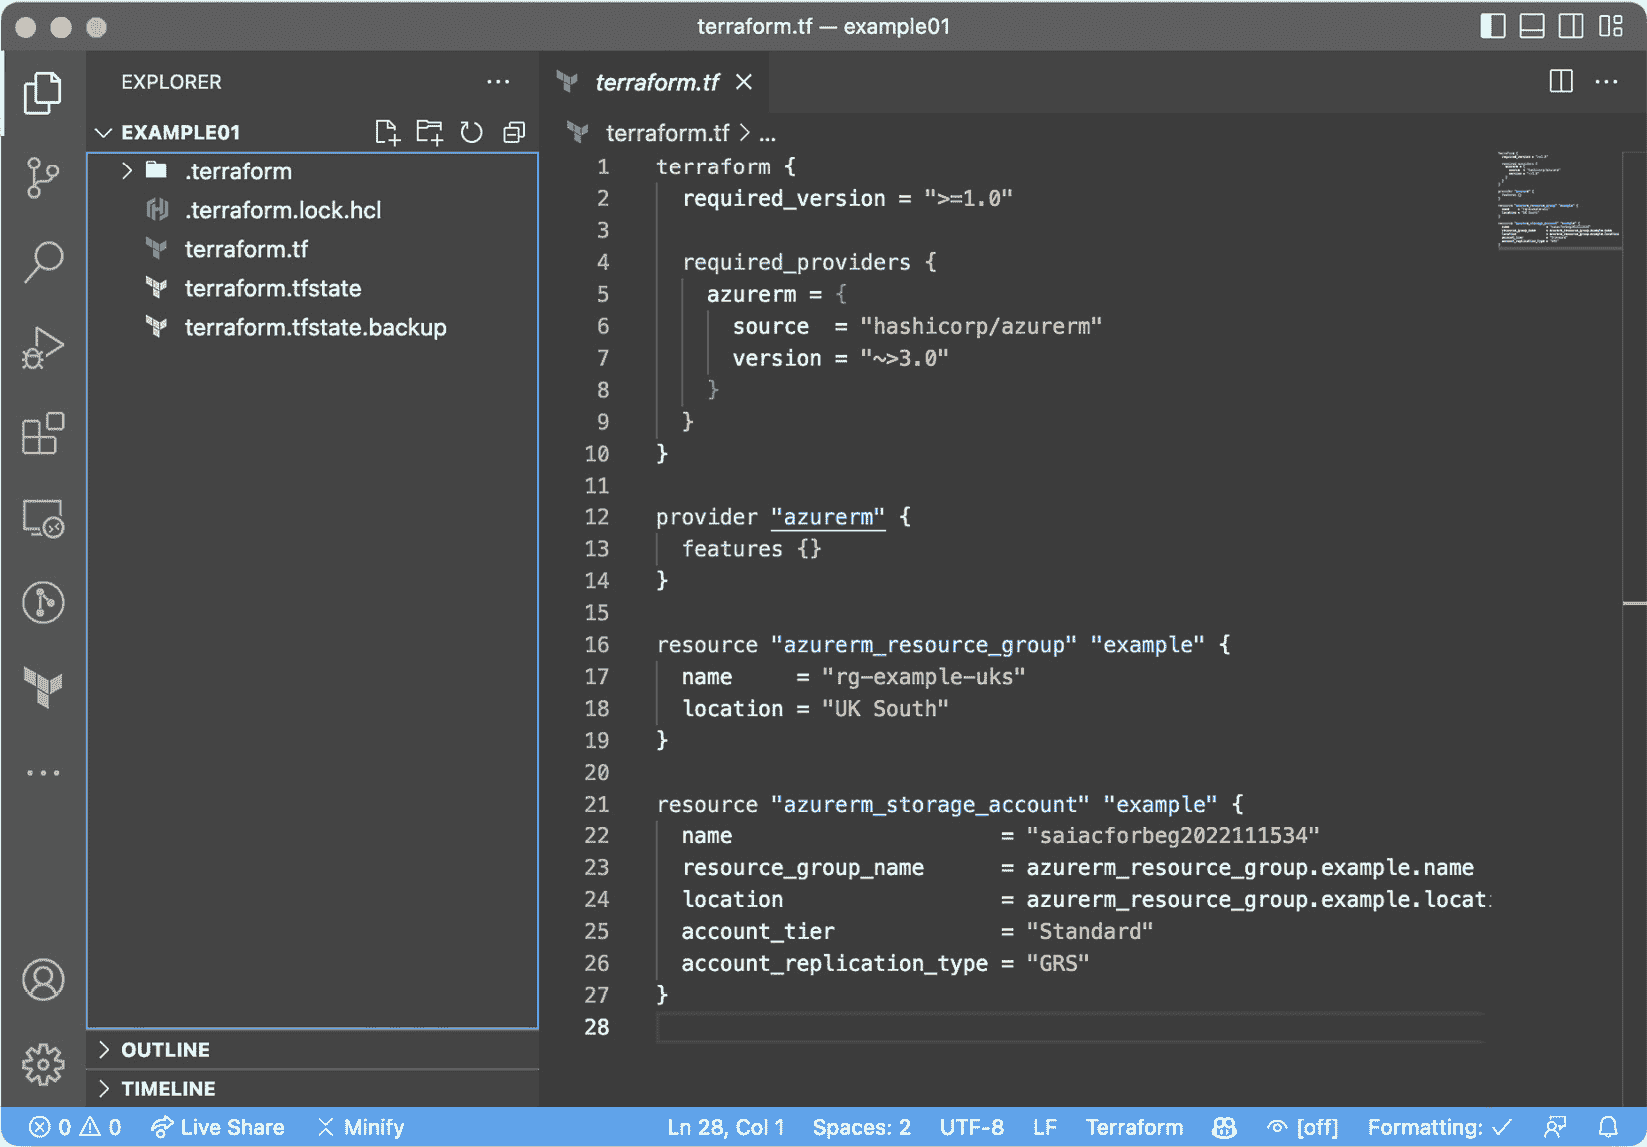 terraform.tf — example01
EXPLORER
EXAMPLE01
.terraform
.terraform.lock.hcl
terraform.tf
terraform.tfstate
terraform.tfstate.backup
OUTLINE
TIMELINE
terraform.tf
terraform.tf > ...
1 terraform {
2   required_version = ">=1.0"
3
4   required_providers {
5     azurerm = {
6       source  = "hashicorp/azurerm"
7       version = "~>3.0"
8     }
9   }
10 }
11
12 provider "azurerm" {
13   features {}
14 }
15
16 resource "azurerm_resource_group" "example" {
17   name     = "rg-example-uks"
18   location = "UK South"
19 }
20
21 resource "azurerm_storage_account" "example" {
22   name                     = "saiacforbeg2022111534"
23   resource_group_name      = azurerm_resource_group.example.name
24   location                 = azurerm_resource_group.example.locat
25   account_tier             = "Standard"
26   account_replication_type = "GRS"
27 }
28
0 0 Live Share Minify Ln 28, Col 1 Spaces: 2 UTF-8 LF Terraform [off] Formatting: ✓